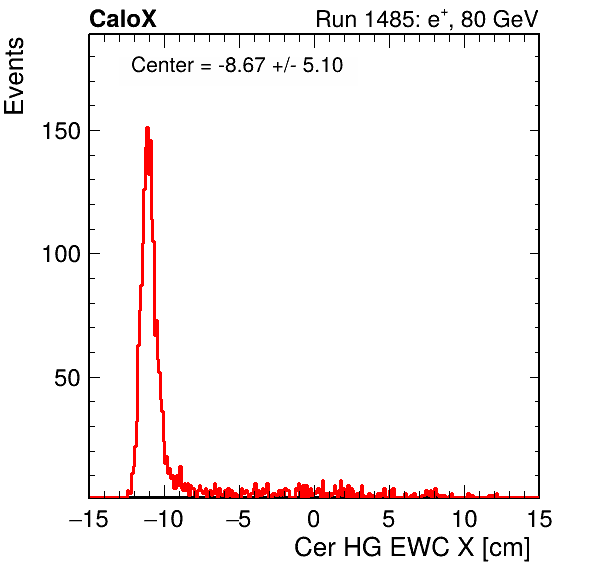 CaloX Run 1485: e⁺, 80 GeV
Center = -8.67 +/- 5.10
Events
150
100
50
−15 −10 −5 0 5 10 15
Cer HG EWC X [cm]